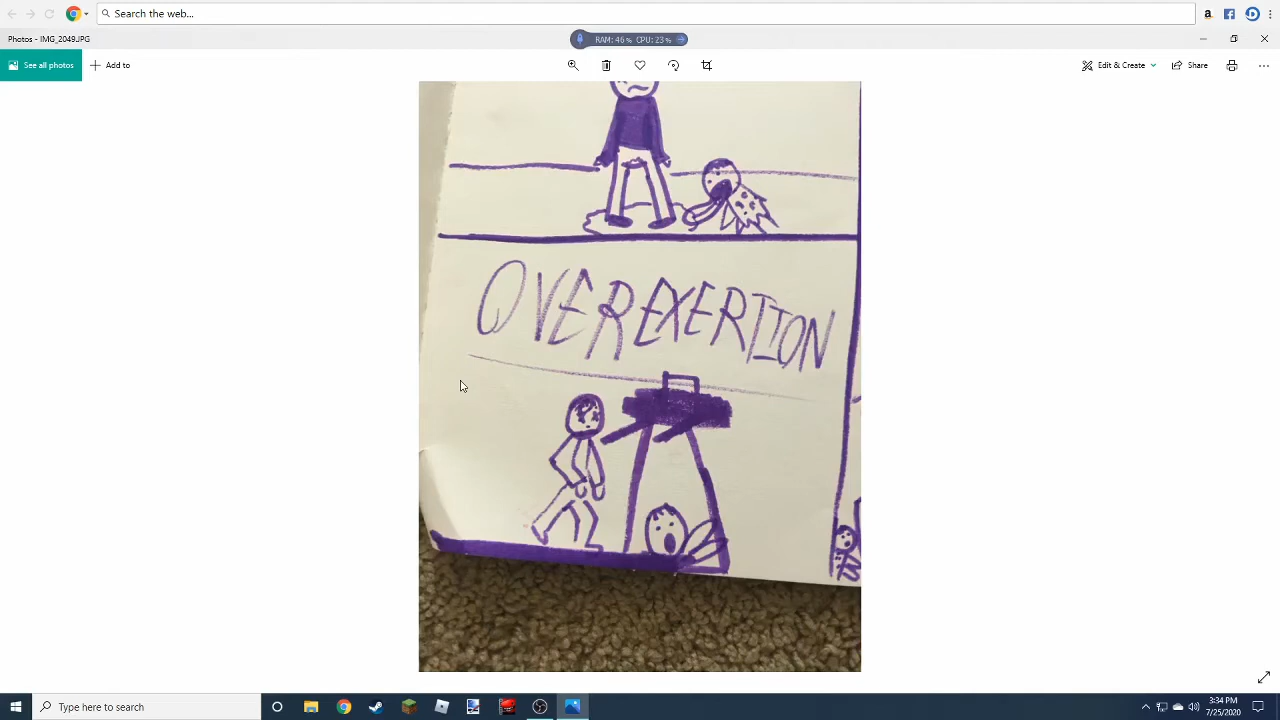 Search the web...
Photos - IMG_2049.JPG
RAM: 46% CPU: 23%
See all photos
Add to
Edit & Create
Share
OVEREXERTION
Type here to search
3:34 PM
7/25/2020